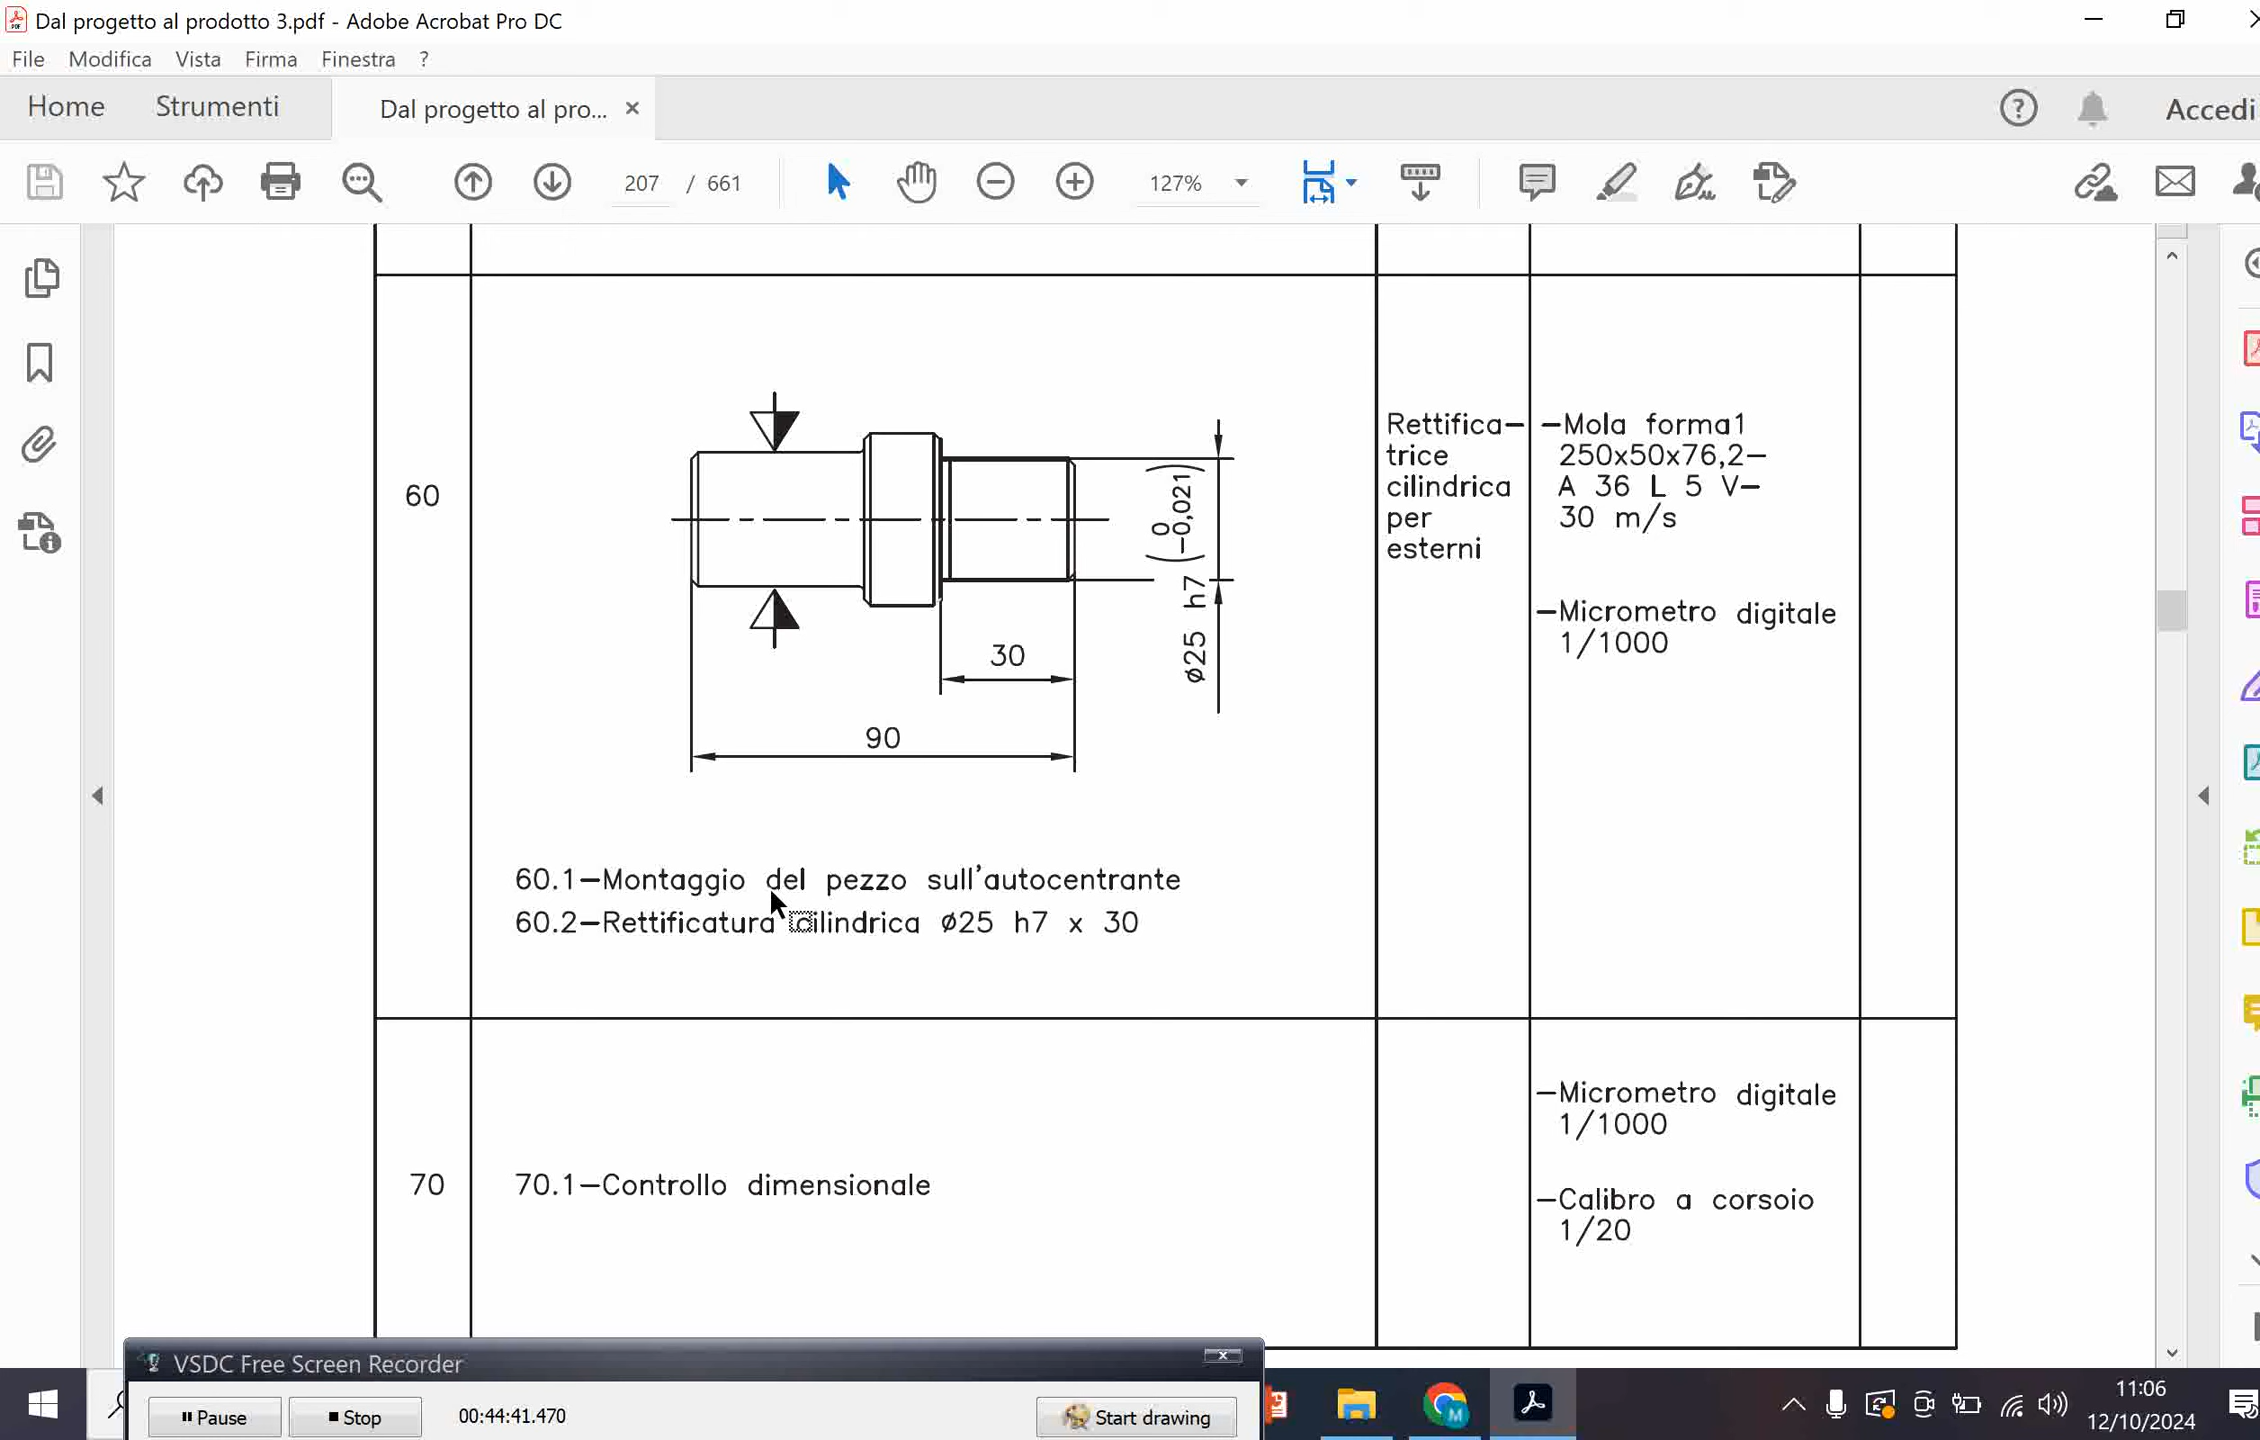 Dal progetto al prodotto 3.pdf - Adobe Acrobat Pro DC
File Modifica Vista Firma Finestra ?
Home Strumenti Dal progetto al pro... × Accedi
207 / 661 127%
60
Rettifica-
trice
cilindrica
per
esterni
-Mola forma1
250x50x76,2-
A 36 L 5 V-
30 m/s
-Micrometro digitale
1/1000
ø25 h7 (0 -0,021)
30
90
60.1-Montaggio del pezzo sull'autocentrante
60.2-Rettificatura cilindrica ø25 h7 x 30
70
70.1-Controllo dimensionale
-Micrometro digitale
1/1000
-Calibro a corsoio
1/20
VSDC Free Screen Recorder
Pause Stop 00:44:41.470 Start drawing
11:06
12/10/2024